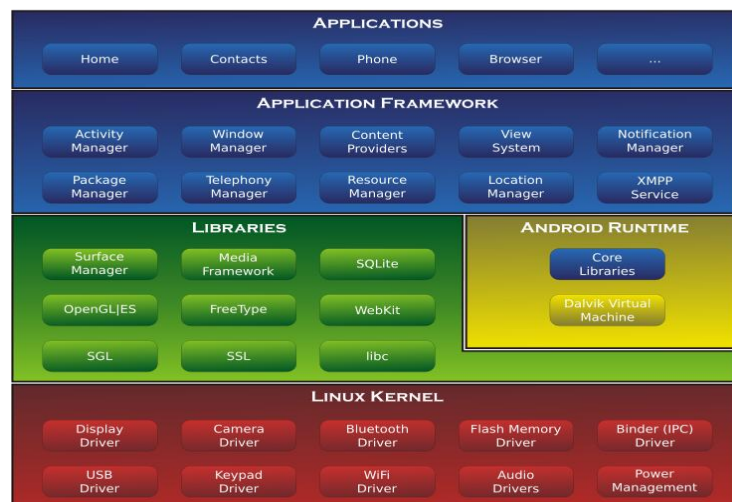 APPLICATIONS
Home
Contacts
Phone
Browser
...
APPLICATION FRAMEWORK
Activity
Manager
Window
Manager
Content
Providers
View
System
Notification
Manager
Package
Manager
Telephony
Manager
Resource
Manager
Location
Manager
XMPP
Service
LIBRARIES
Surface
Manager
Media
Framework
SQLite
OpenGL|ES
FreeType
WebKit
SGL
SSL
libc
ANDROID RUNTIME
Core
Libraries
Dalvik Virtual
Machine
LINUX KERNEL
Display
Driver
Camera
Driver
Bluetooth
Driver
Flash Memory
Driver
Binder (IPC)
Driver
USB
Driver
Keypad
Driver
WiFi
Driver
Audio
Drivers
Power
Management